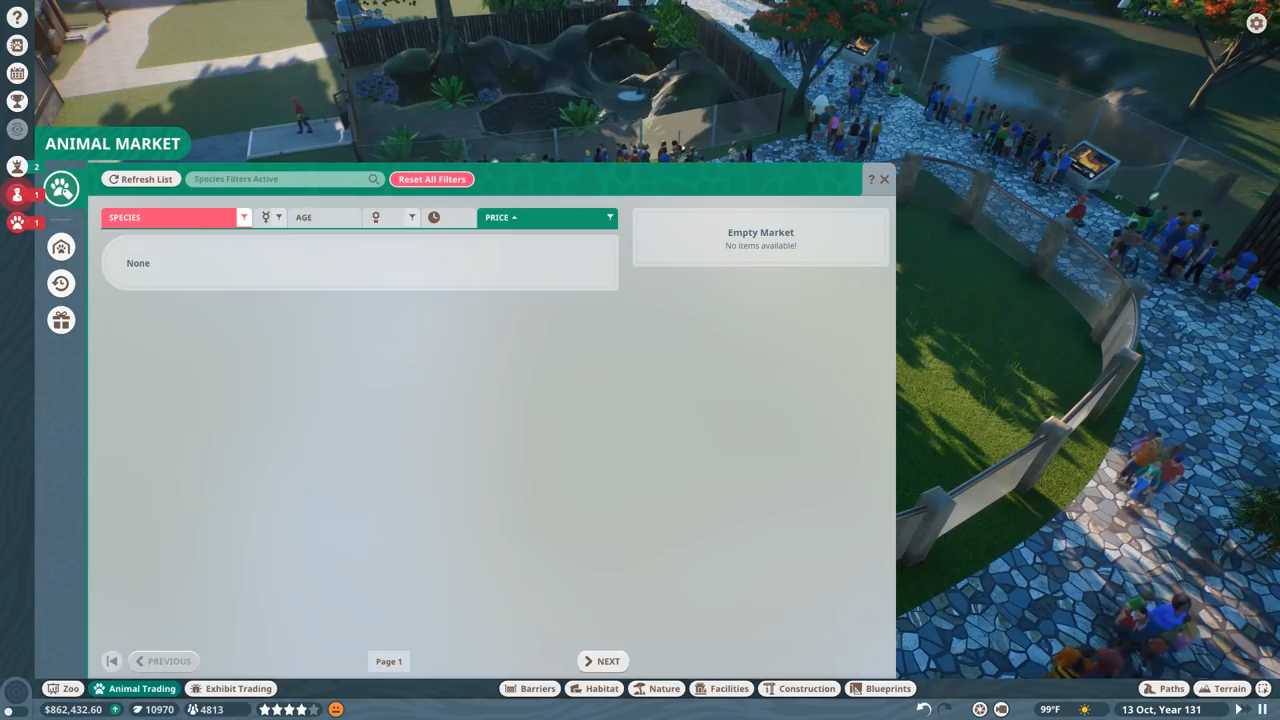 ?
2
1
1
ANIMAL MARKET
Refresh List
Species Filters Active
Reset All Filters
?
SPECIES
AGE
PRICE
None
Empty Market
No items available!
PREVIOUS
Page 1
NEXT
Zoo
Animal Trading
Exhibit Trading
Barriers
Habitat
Nature
Facilities
Construction
Blueprints
Paths
Terrain
$862,432.60
10970
4813
99°F
13 Oct, Year 131